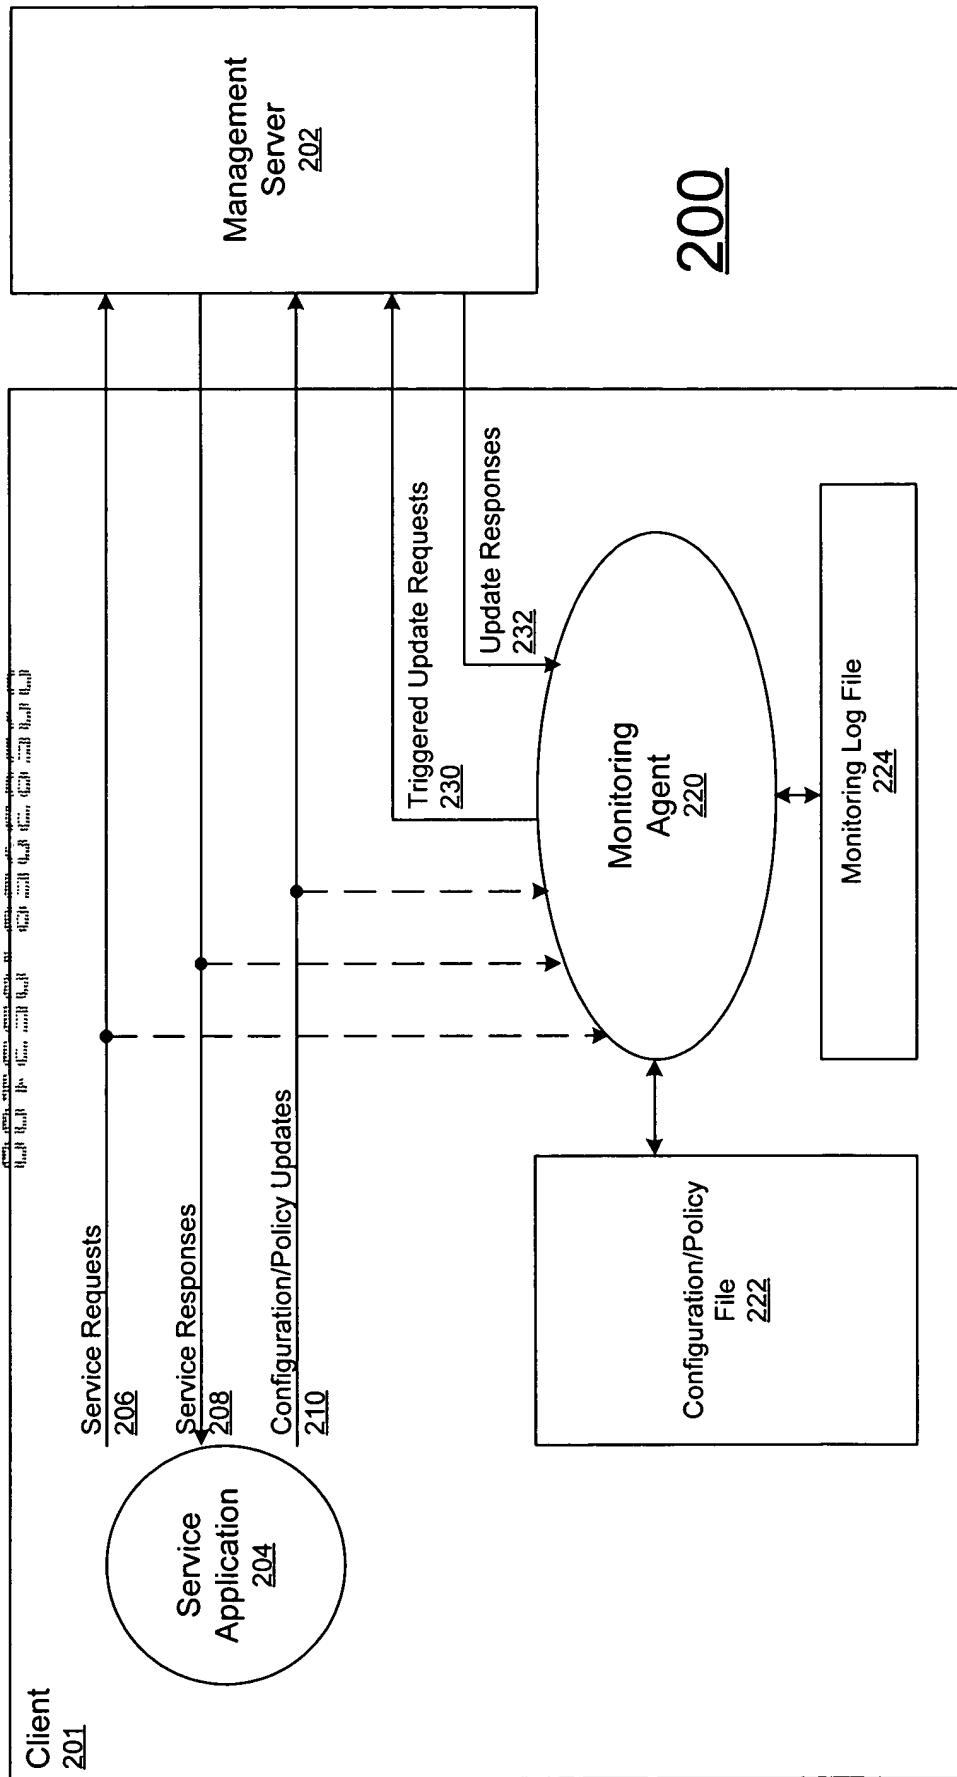 Client
201
Service
Application
204
Service Requests
206
Service Responses
208
Configuration/Policy Updates
210
Management
Server
202
Triggered Update Requests
230
Update Responses
232
Monitoring
Agent
220
Configuration/Policy
File
222
Monitoring Log File
224
200